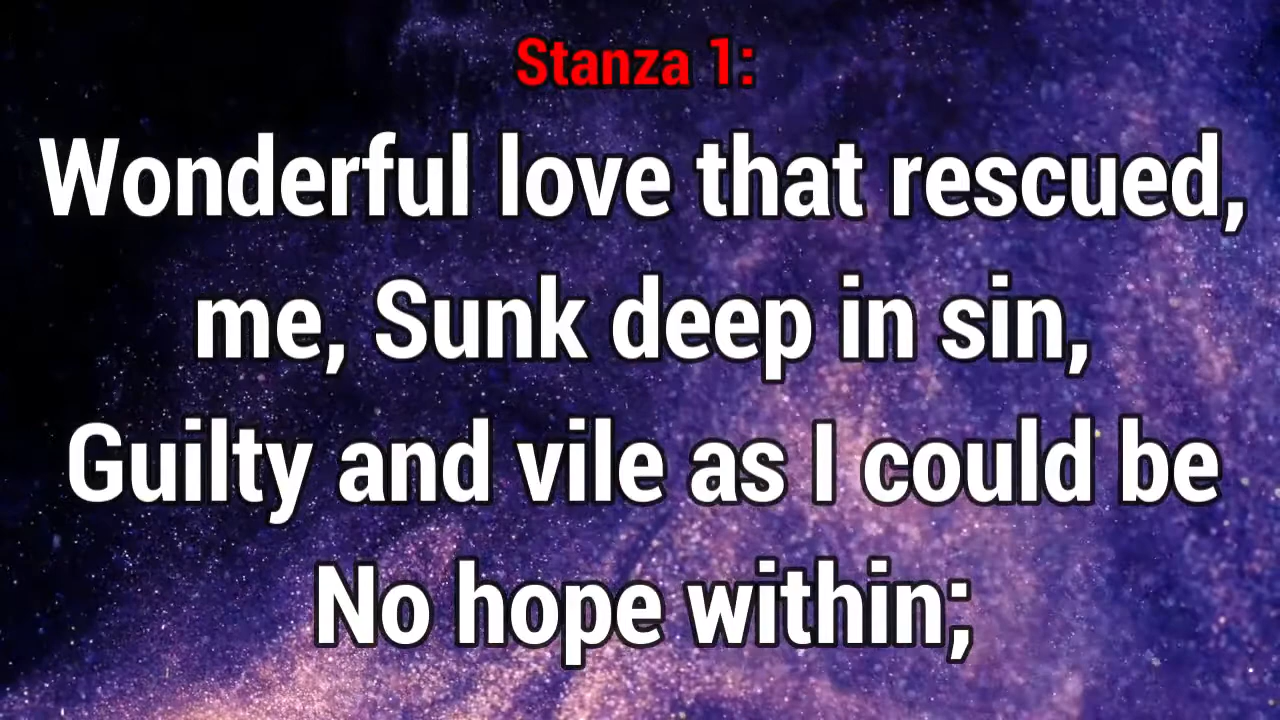 Stanza 1:
Wonderful love that rescued,
me, Sunk deep in sin,
Guilty and vile as I could be
No hope within;